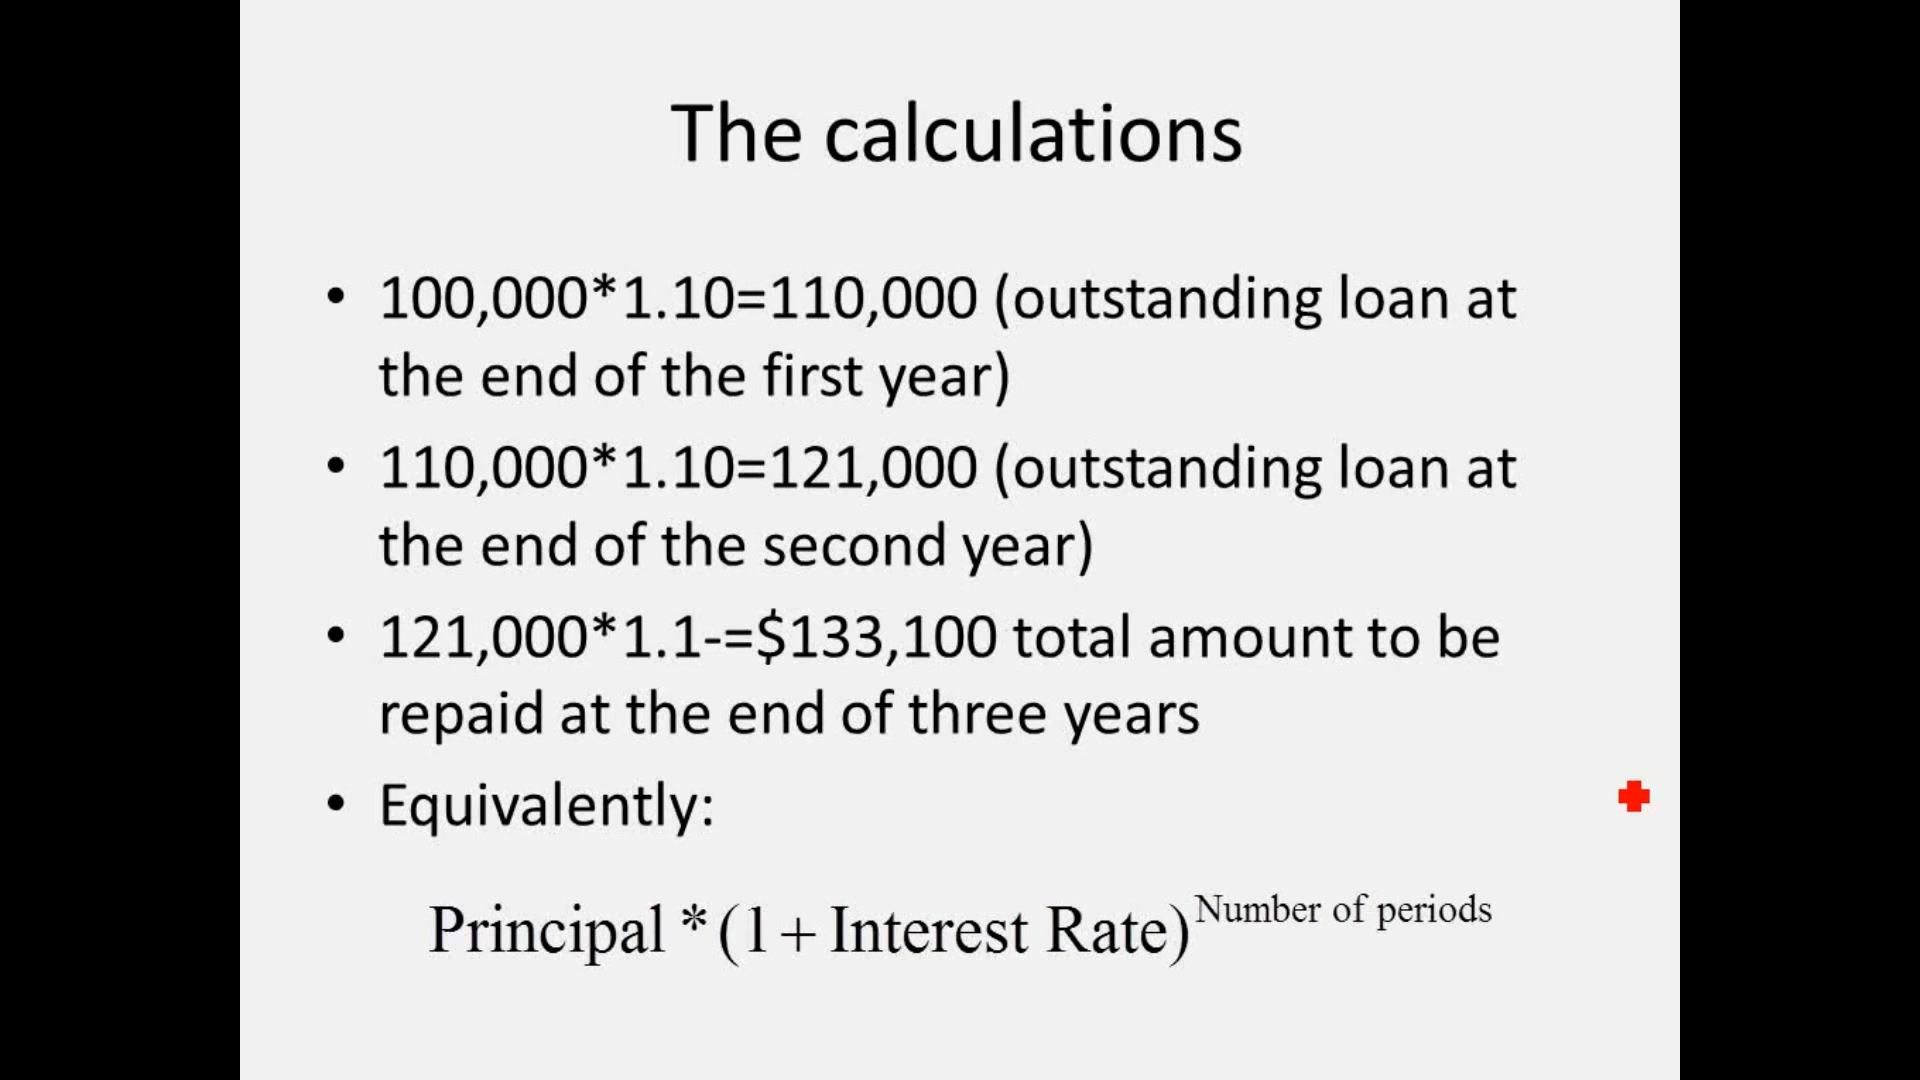 The calculations
• 100,000*1.10=110,000 (outstanding loan at
the end of the first year)
• 110,000*1.10=121,000 (outstanding loan at
the end of the second year)
• 121,000*1.1-=$133,100 total amount to be
repaid at the end of three years
• Equivalently:
Principal * (1 + Interest Rate)^Number of periods